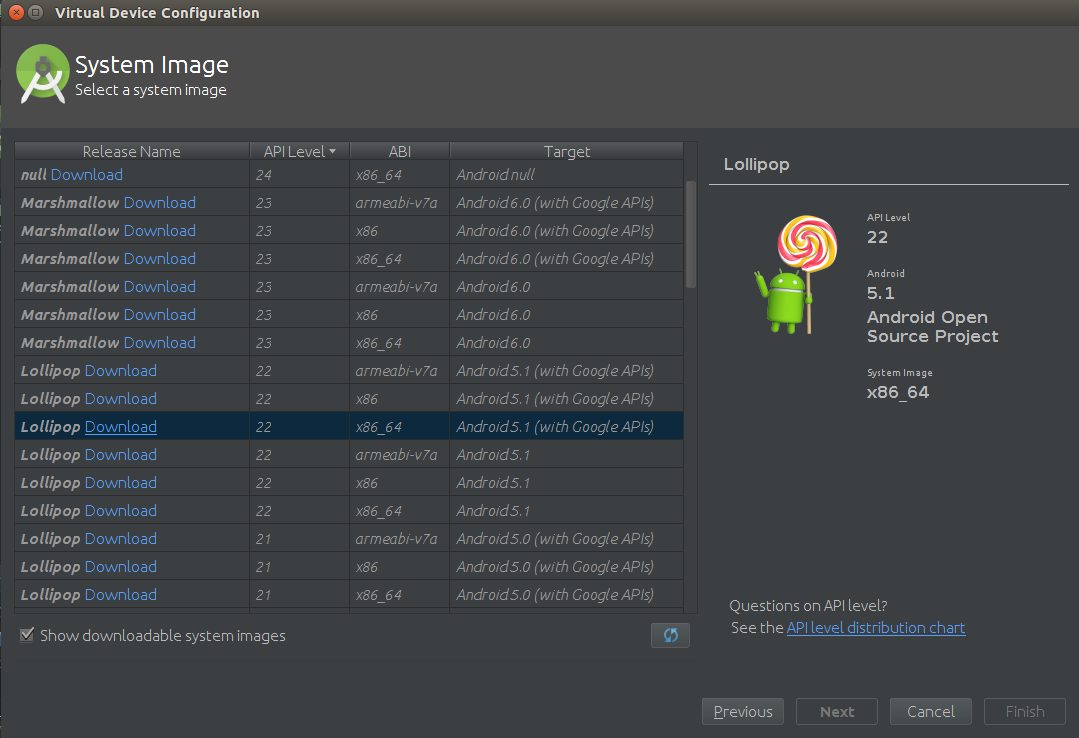 Virtual Device Configuration
System Image
Select a system image
Release Name API Level ABI Target
null Download 24 x86_64 Android null
Marshmallow Download 23 armeabi-v7a Android 6.0 (with Google APIs)
Marshmallow Download 23 x86 Android 6.0 (with Google APIs)
Marshmallow Download 23 x86_64 Android 6.0 (with Google APIs)
Marshmallow Download 23 armeabi-v7a Android 6.0
Marshmallow Download 23 x86 Android 6.0
Marshmallow Download 23 x86_64 Android 6.0
Lollipop Download 22 armeabi-v7a Android 5.1 (with Google APIs)
Lollipop Download 22 x86 Android 5.1 (with Google APIs)
Lollipop Download 22 x86_64 Android 5.1 (with Google APIs)
Lollipop Download 22 armeabi-v7a Android 5.1
Lollipop Download 22 x86 Android 5.1
Lollipop Download 22 x86_64 Android 5.1
Lollipop Download 21 armeabi-v7a Android 5.0 (with Google APIs)
Lollipop Download 21 x86 Android 5.0 (with Google APIs)
Lollipop Download 21 x86_64 Android 5.0 (with Google APIs)
Show downloadable system images
Lollipop
API Level
22
Android
5.1
Android Open
Source Project
System Image
x86_64
Questions on API level?
See the API level distribution chart
Previous Next Cancel Finish